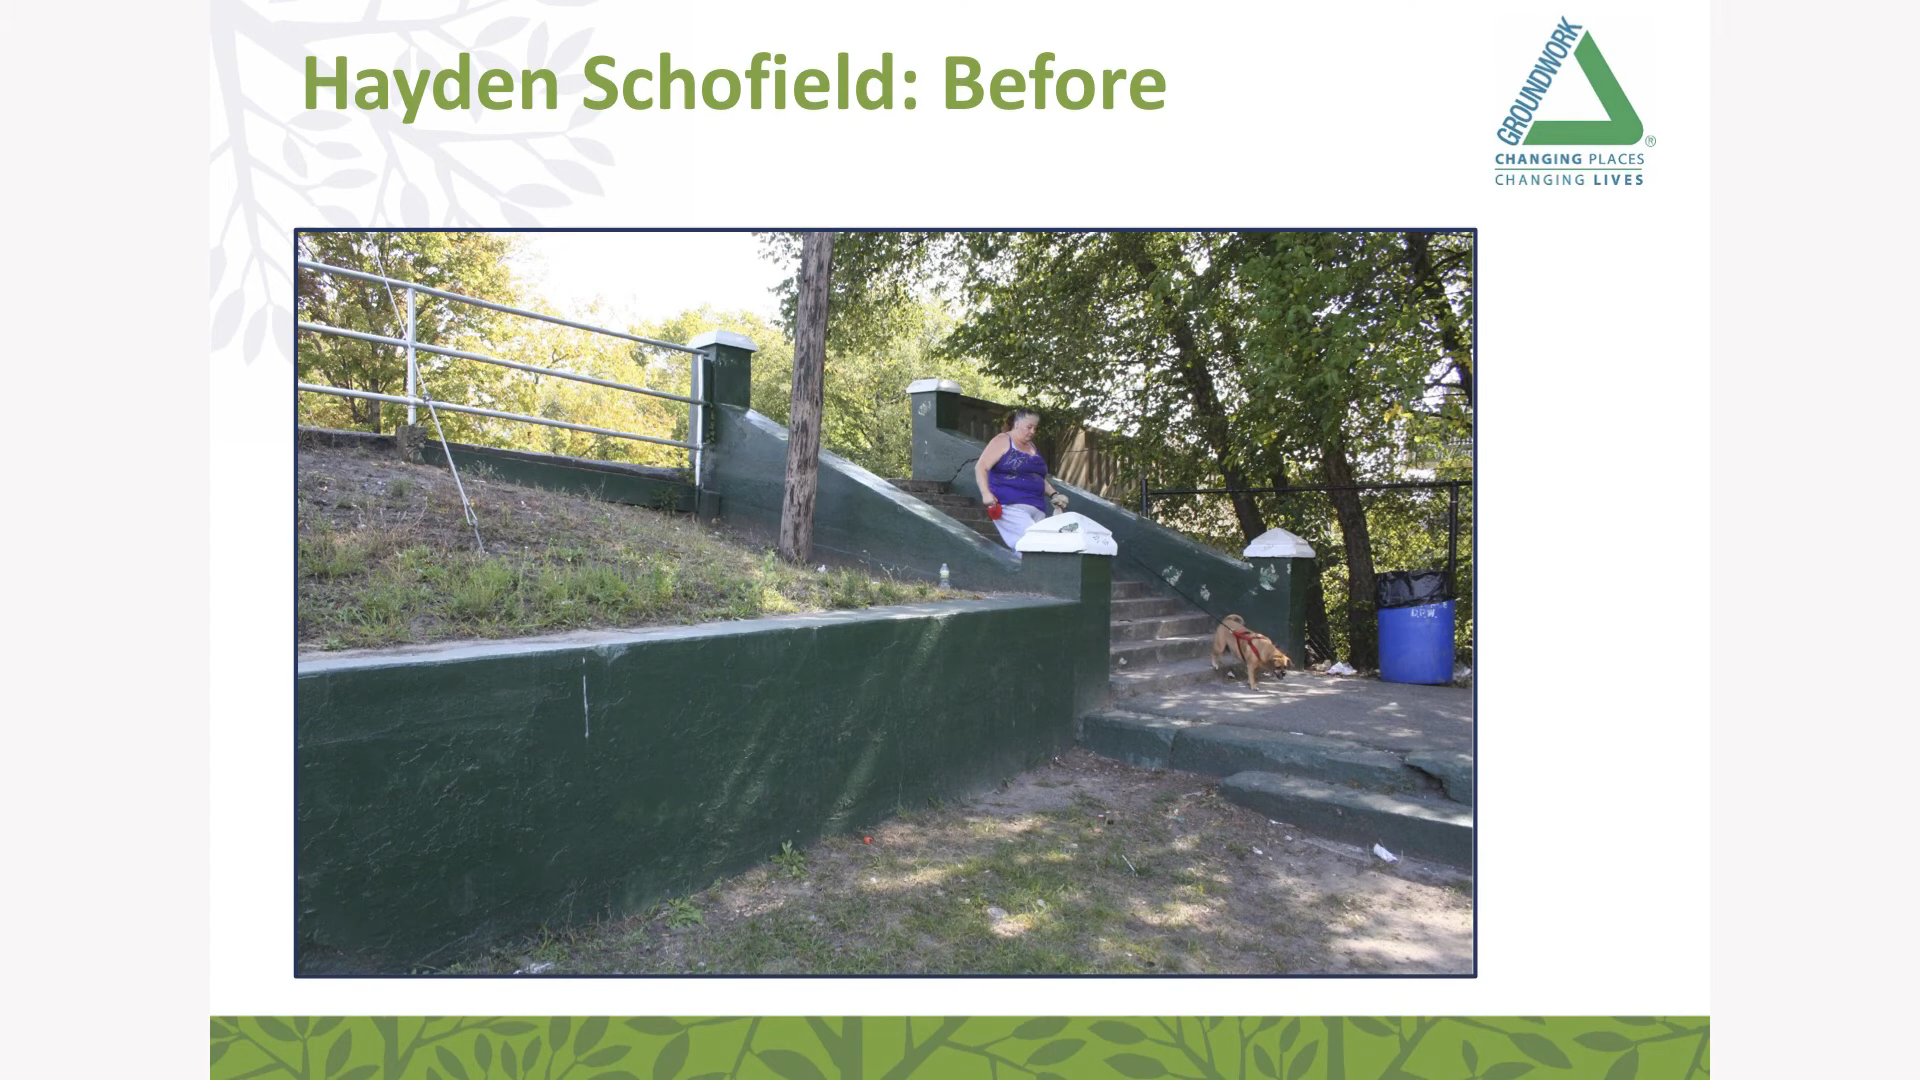 Hayden Schofield: Before
GROUNDWORK
®
CHANGING PLACES
CHANGING LIVES
D.P.W.